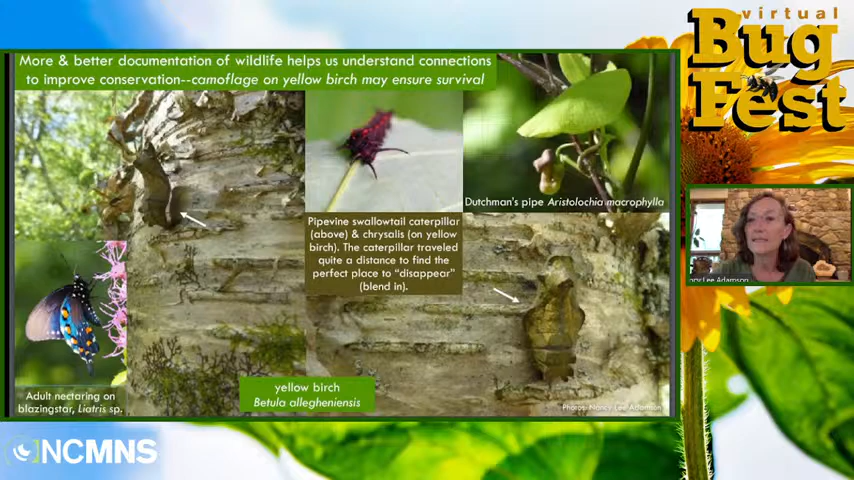 More & better documentation of wildlife helps us understand connections
to improve conservation--camoflage on yellow birch may ensure survival
virtual
Bug
Fest
Dutchman's pipe Aristolochia macrophylla
Pipevine swallowtail caterpillar
(above) & chrysalis (on yellow
birch). The caterpillar traveled
quite a distance to find the
perfect place to "disappear"
(blend in).
Lee Adamson
yellow birch
Betula allegheniensis
Adult nectaring on
blazingstar, Liatris sp.
Photos- Nancy Lee Adamson
NCMNS